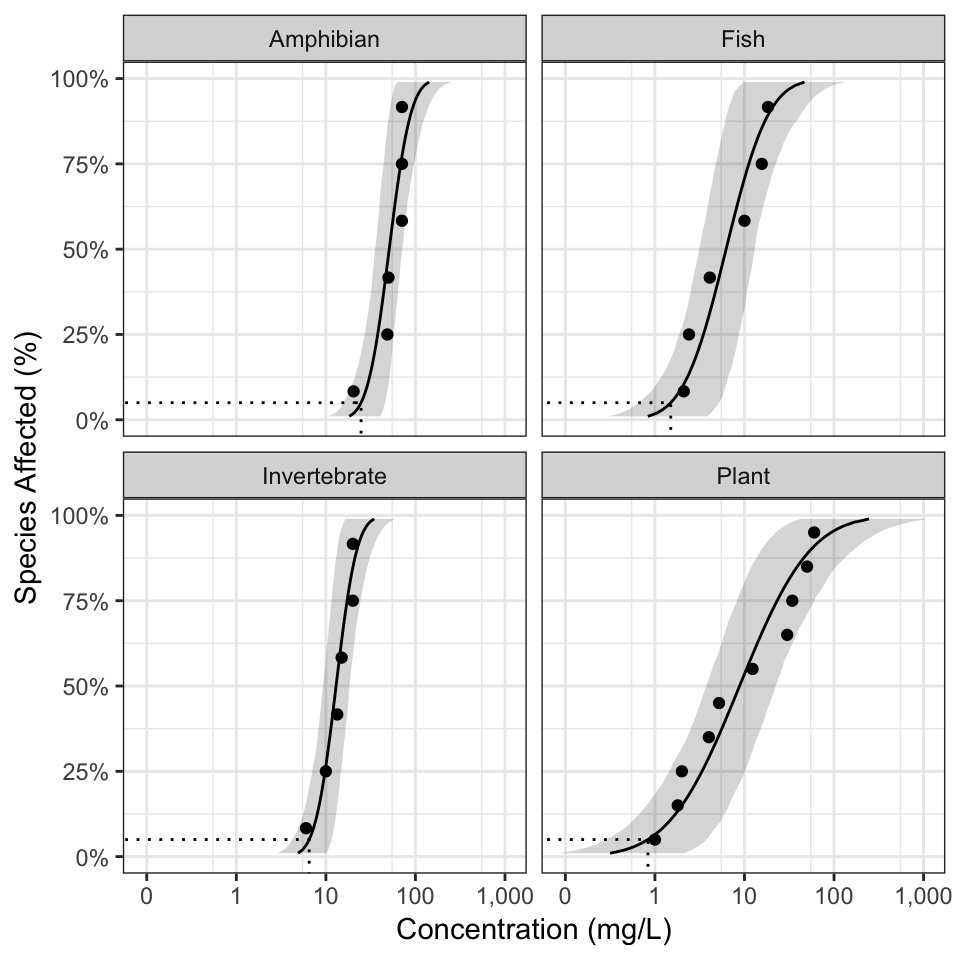 Amphibian
Fish
100%
75%
50%
25%
0%
Invertebrate
Plant
100%
75%
50%
25%
0%
0 1 10 100 1,000
0 1 10 100 1,000
Concentration (mg/L)
Species Affected (%)